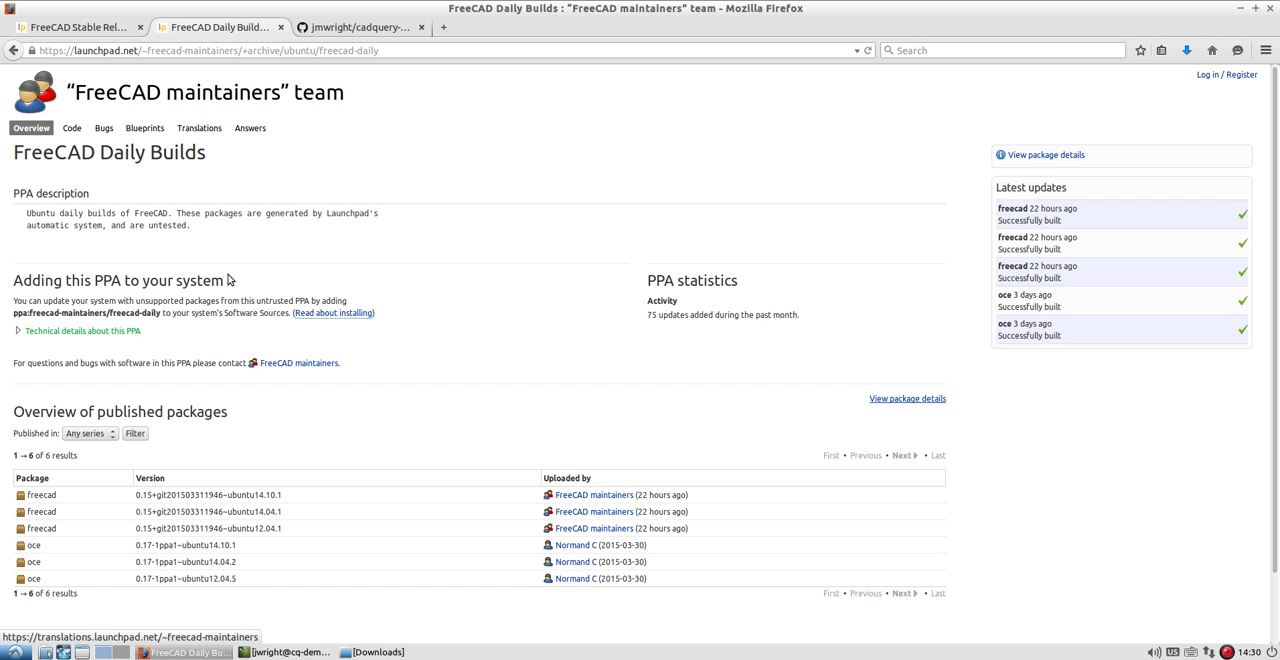 FreeCAD Daily Builds : “FreeCAD maintainers” team - Mozilla Firefox
FreeCAD Stable Rel... ×
FreeCAD Daily Build... ×
jmwright/cadquery-... ×
+
https://launchpad.net/~freecad-maintainers/+archive/ubuntu/freecad-daily
Search
“FreeCAD maintainers” team
Log in / Register
Overview Code Bugs Blueprints Translations Answers
FreeCAD Daily Builds
PPA description
Ubuntu daily builds of FreeCAD. These packages are generated by Launchpad's
automatic system, and are untested.
Adding this PPA to your system
You can update your system with unsupported packages from this untrusted PPA by adding
ppa:freecad-maintainers/freecad-daily to your system's Software Sources. (Read about installing)
Technical details about this PPA
For questions and bugs with software in this PPA please contact FreeCAD maintainers.
PPA statistics
Activity
75 updates added during the past month.
View package details
Latest updates
freecad 22 hours ago
Successfully built
freecad 22 hours ago
Successfully built
freecad 22 hours ago
Successfully built
oce 3 days ago
Successfully built
oce 3 days ago
Successfully built
View package details
Overview of published packages
Published in: Any series Filter
1 → 6 of 6 results
First • Previous • Next • Last
Package Version Uploaded by
freecad 0.15+git201503311946~ubuntu14.10.1 FreeCAD maintainers (22 hours ago)
freecad 0.15+git201503311946~ubuntu14.04.1 FreeCAD maintainers (22 hours ago)
freecad 0.15+git201503311946~ubuntu12.04.1 FreeCAD maintainers (22 hours ago)
oce 0.17-1ppa1~ubuntu14.10.1 Normand C (2015-03-30)
oce 0.17-1ppa1~ubuntu14.04.2 Normand C (2015-03-30)
oce 0.17-1ppa1~ubuntu12.04.5 Normand C (2015-03-30)
1 → 6 of 6 results
First • Previous • Next • Last
https://translations.launchpad.net/~freecad-maintainers
FreeCAD Daily Bu...
[jwright@cq-dem...
[Downloads]
US
14:30